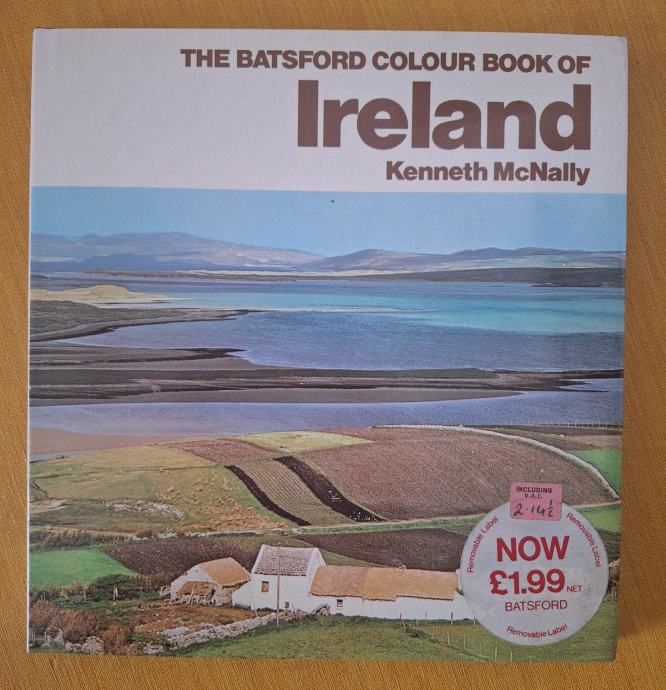 THE BATSFORD COLOUR BOOK OF
Ireland
Kenneth McNally
INCLUDING
V.A.I.
2·14½
Removable Label
Removable Label
NOW
£1.99 NET
BATSFORD
Removable Label